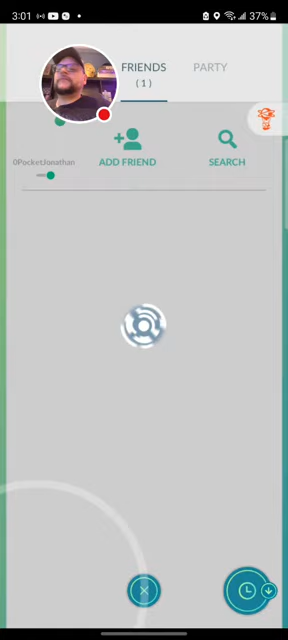 3:01
37%
FRIENDS
(1)
PARTY
0PocketJonathan
ADD FRIEND
SEARCH